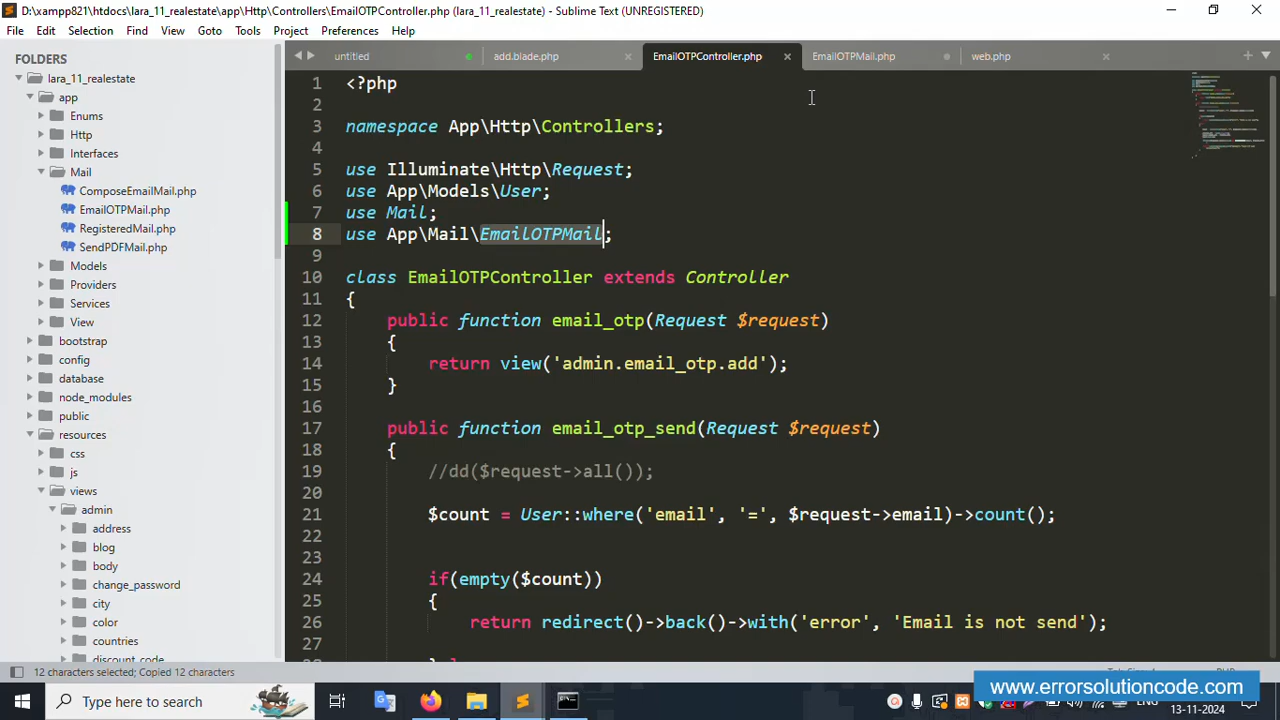 D:\xampp821\htdocs\lara_11_realestate\app\Http\Controllers\EmailOTPController.php (lara_11_realestate) - Sublime Text (UNREGISTERED)
File Edit Selection Find View Goto Tools Project Preferences Help
FOLDERS
lara_11_realestate
app
Enums
Http
Interfaces
Mail
ComposeEmailMail.php
EmailOTPMail.php
RegisteredMail.php
SendPDFMail.php
Models
Providers
Services
View
bootstrap
config
database
node_modules
public
resources
css
js
views
admin
address
blog
body
change_password
city
color
countries
discount_code
untitled add.blade.php EmailOTPController.php EmailOTPMail.php web.php
1 <?php
2
3 namespace App\Http\Controllers;
4
5 use Illuminate\Http\Request;
6 use App\Models\User;
7 use Mail;
8 use App\Mail\EmailOTPMail;
9
10 class EmailOTPController extends Controller
11 {
12 public function email_otp(Request $request)
13 {
14 return view('admin.email_otp.add');
15 }
16
17 public function email_otp_send(Request $request)
18 {
19 //dd($request->all());
20
21 $count = User::where('email', '=', $request->email)->count();
22
23
24 if(empty($count))
25 {
26 return redirect()->back()->with('error', 'Email is not send');
27
12 characters selected; Copied 12 characters
Type here to search
www.errorsolutioncode.com
13-11-2024